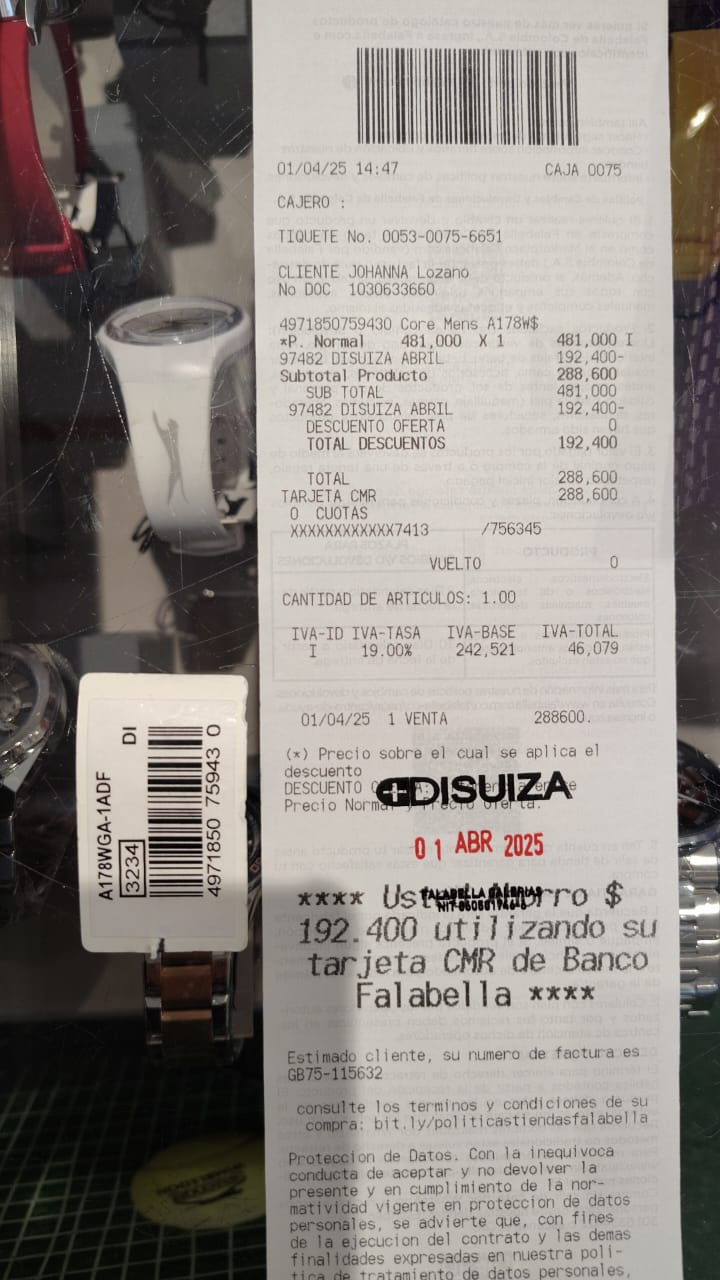 01/04/25 14:47 CAJA 0075
CAJERO :
TIQUETE No. 0053-0075-6651
CLIENTE JOHANNA Lozano
No DOC 1030633660
4971850759430 Core Mens A178W$
*P. Normal 481,000 X 1 481,000 I
97482 DISUIZA ABRIL 192,400-
Subtotal Producto 288,600
SUB TOTAL 481,000
97482 DISUIZA ABRIL 192,400-
DESCUENTO OFERTA 0
TOTAL DESCUENTOS 192,400
TOTAL 288,600
TARJETA CMR 288,600
0 CUOTAS
XXXXXXXXXXXX7413 /756345
VUELTO 0
CANTIDAD DE ARTICULOS: 1.00
IVA-ID IVA-TASA IVA-BASE IVA-TOTAL
I 19.00% 242,521 46,079
01/04/25 1 VENTA 288600.
(*) Precio sobre el cual se aplica el
descuento
DESCUENTO
Precio Precio Oferta.
DISUIZA
01 ABR 2025
FALABELLA
**** $
192.400 utilizando su
tarjeta CMR de Banco
Falabella ****
Estimado cliente, su numero de factura es
GB75-115632
consulte los terminos y condiciones de su
compra: bit.ly/politicastiendasfalabella
Proteccion de Datos. Con la inequivoca
conducta de aceptar y no devolver la
presente y en cumplimiento de la nor-
matividad vigente en proteccion de datos
personales, se advierte que, con fines
de la ejecucion del contrato y las demas
finalidades expresadas en nuestra poli-
tica de tratamiento de datos personales,
A178WGA-1ADF DI
3234
4971850 75943 0